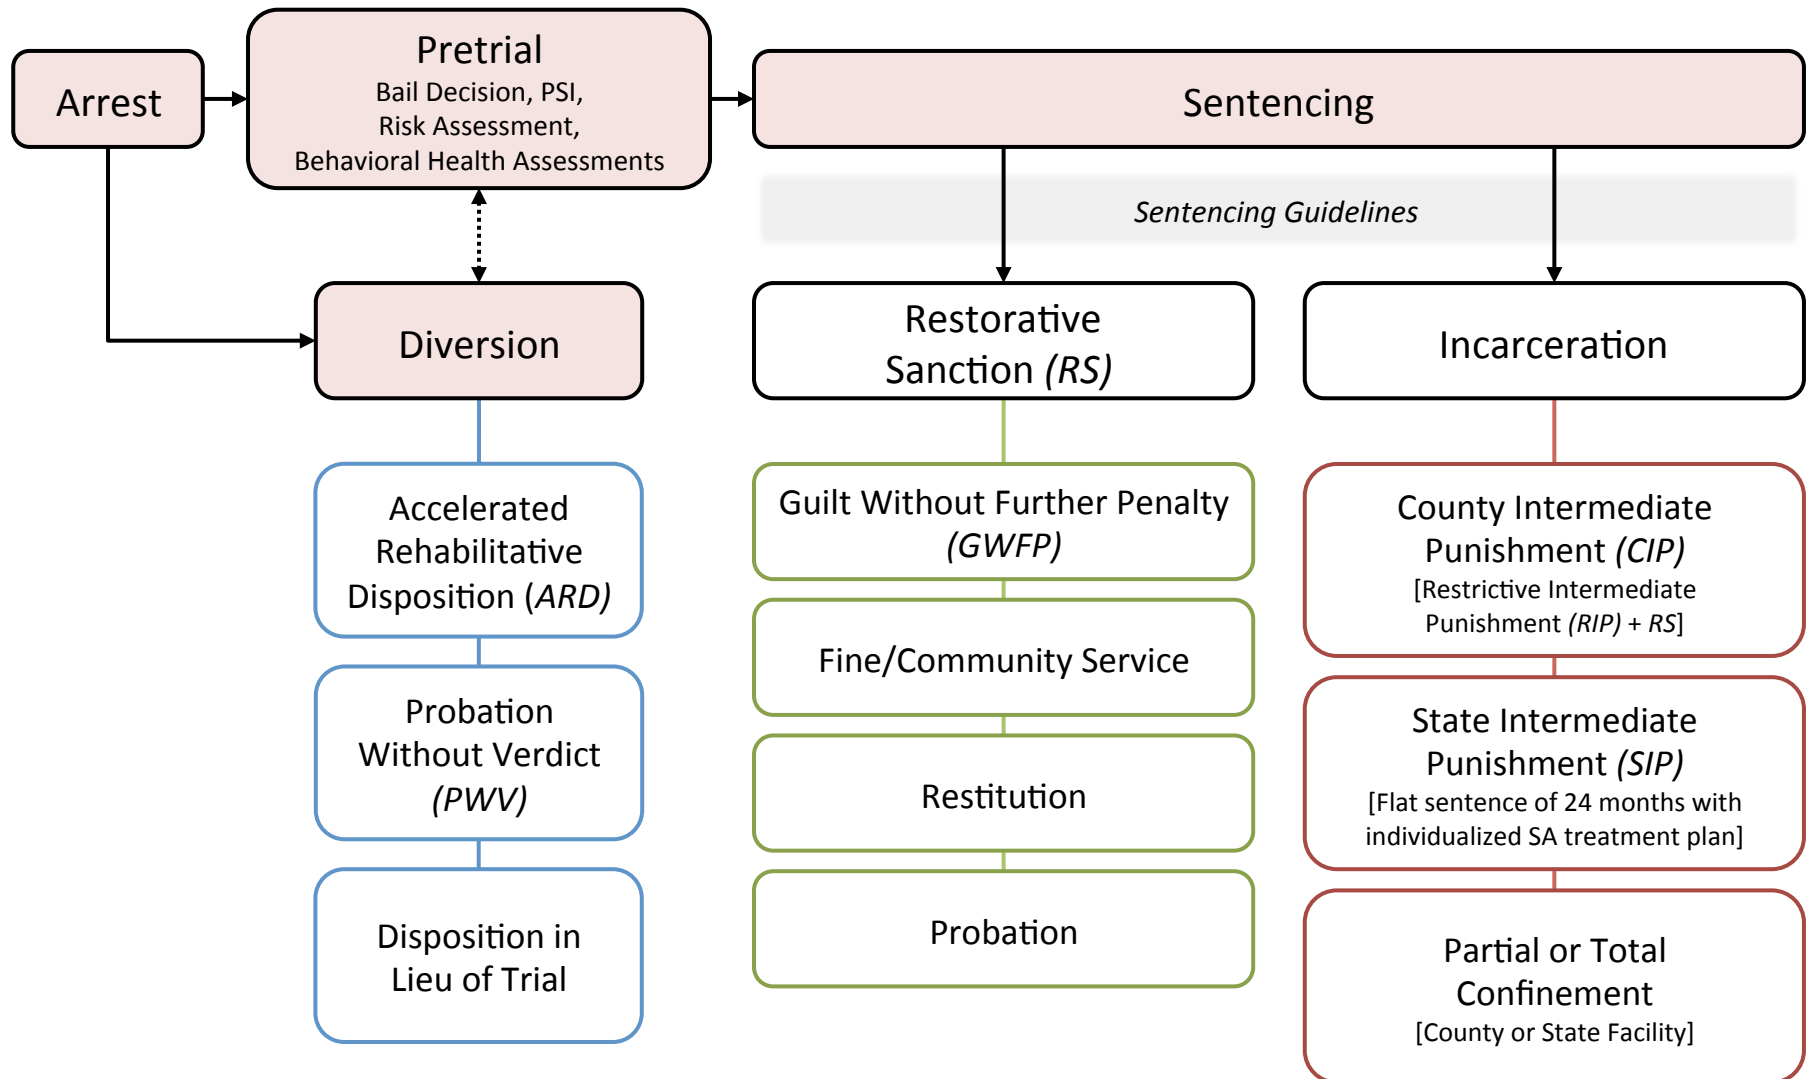 Arrest
Pretrial
Bail Decision, PSI,
Risk Assessment,
Behavioral Health Assessments
Sentencing
Sentencing Guidelines
Diversion
Restorative
Sanction (RS)
Incarceration
Accelerated
Rehabilitative
Disposition (ARD)
Probation
Without Verdict
(PWV)
Disposition in
Lieu of Trial
Guilt Without Further Penalty
(GWFP)
Fine/Community Service
Restitution
Probation
County Intermediate
Punishment (CIP)
[Restrictive Intermediate
Punishment (RIP) + RS]
State Intermediate
Punishment (SIP)
[Flat sentence of 24 months with
individualized SA treatment plan]
Partial or Total
Confinement
[County or State Facility]